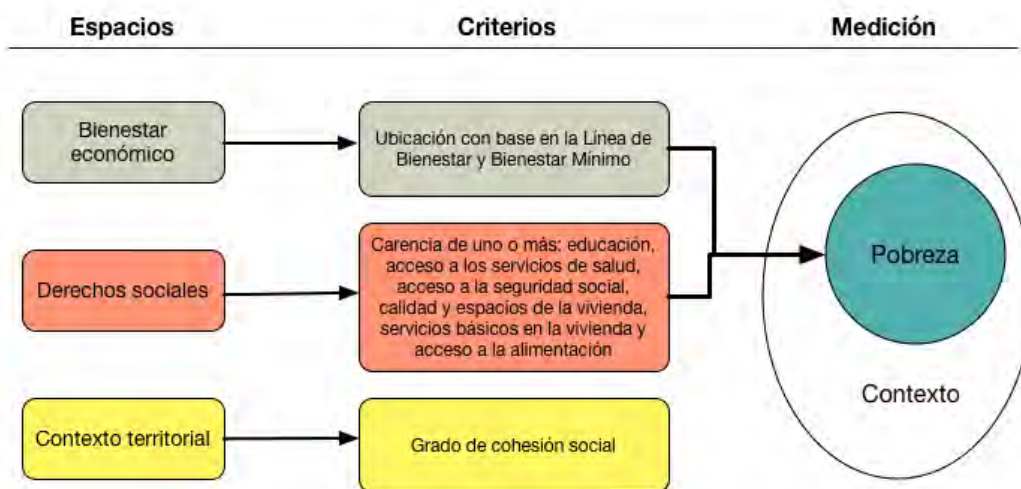 Espacios
Criterios
Medición
Bienestar
económico
Ubicación con base en la Línea de
Bienestar y Bienestar Mínimo
Derechos sociales
Carencia de uno o más: educación,
acceso a los servicios de salud,
acceso a la seguridad social,
calidad y espacios de la vivienda,
servicios básicos en la vivienda y
acceso a la alimentación
Contexto territorial
Grado de cohesión social
Pobreza
Contexto